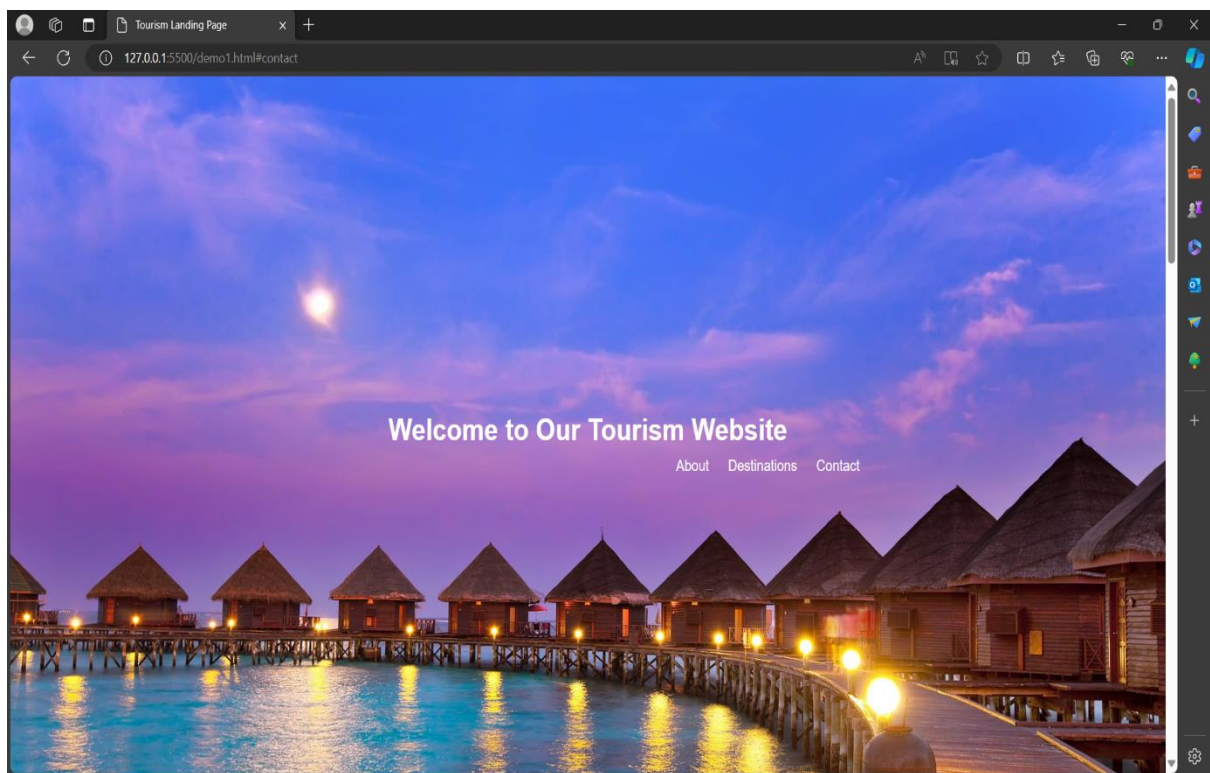 Tourism Landing Page
127.0.0.1:5500/demo1.html#contact
Welcome to Our Tourism Website
About Destinations Contact